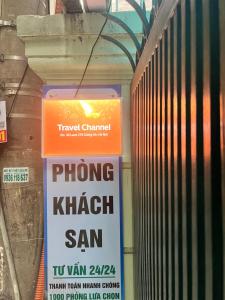 Travel Channel
PHÒNG
KHÁCH
SẠN
TƯ VẤN 24/24
THANH TOÁN NHANH CHÓNG
1000 PHÒNG LỰA CHỌN